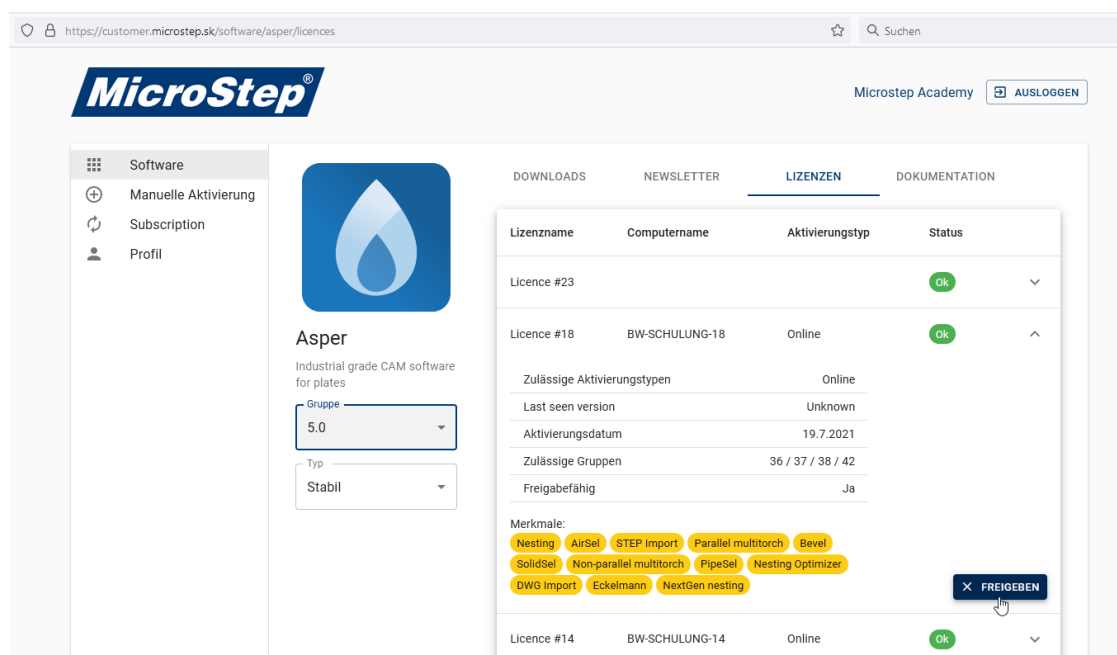 https://customer.microstep.sk/software/asper/licences
Suchen
MicroStep®
Microstep Academy
AUSLOGGEN
Software
Manuelle Aktivierung
Subscription
Profil
Asper
Industrial grade CAM software
for plates
Gruppe
5.0
Typ
Stabil
DOWNLOADS NEWSLETTER LIZENZEN DOKUMENTATION
Lizenzname Computername Aktivierungstyp Status
Licence #23 Ok
Licence #18 BW-SCHULUNG-18 Online Ok
Zulässige Aktivierungstypen Online
Last seen version Unknown
Aktivierungsdatum 19.7.2021
Zulässige Gruppen 36 / 37 / 38 / 42
Freigabefähig Ja
Merkmale:
Nesting AirSel STEP Import Parallel multitorch Bevel
SolidSel Non-parallel multitorch PipeSel Nesting Optimizer
DWG Import Eckelmann NextGen nesting
FREIGEBEN
Licence #14 BW-SCHULUNG-14 Online Ok